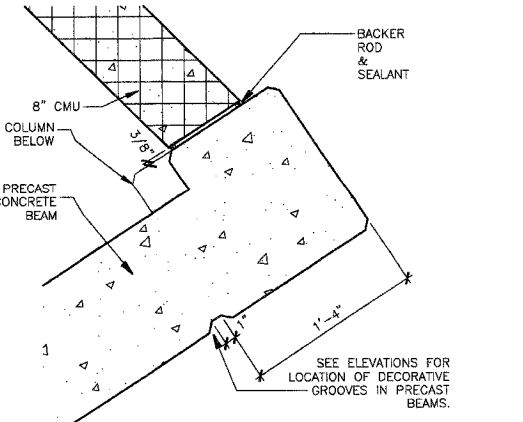 BACKER
ROD
&
SEALANT
8" CMU
COLUMN
BELOW
3/8"
PRECAST
CONCRETE
BEAM
1"
1'-4"
SEE ELEVATIONS FOR
LOCATION OF DECORATIVE
GROOVES IN PRECAST
BEAMS.